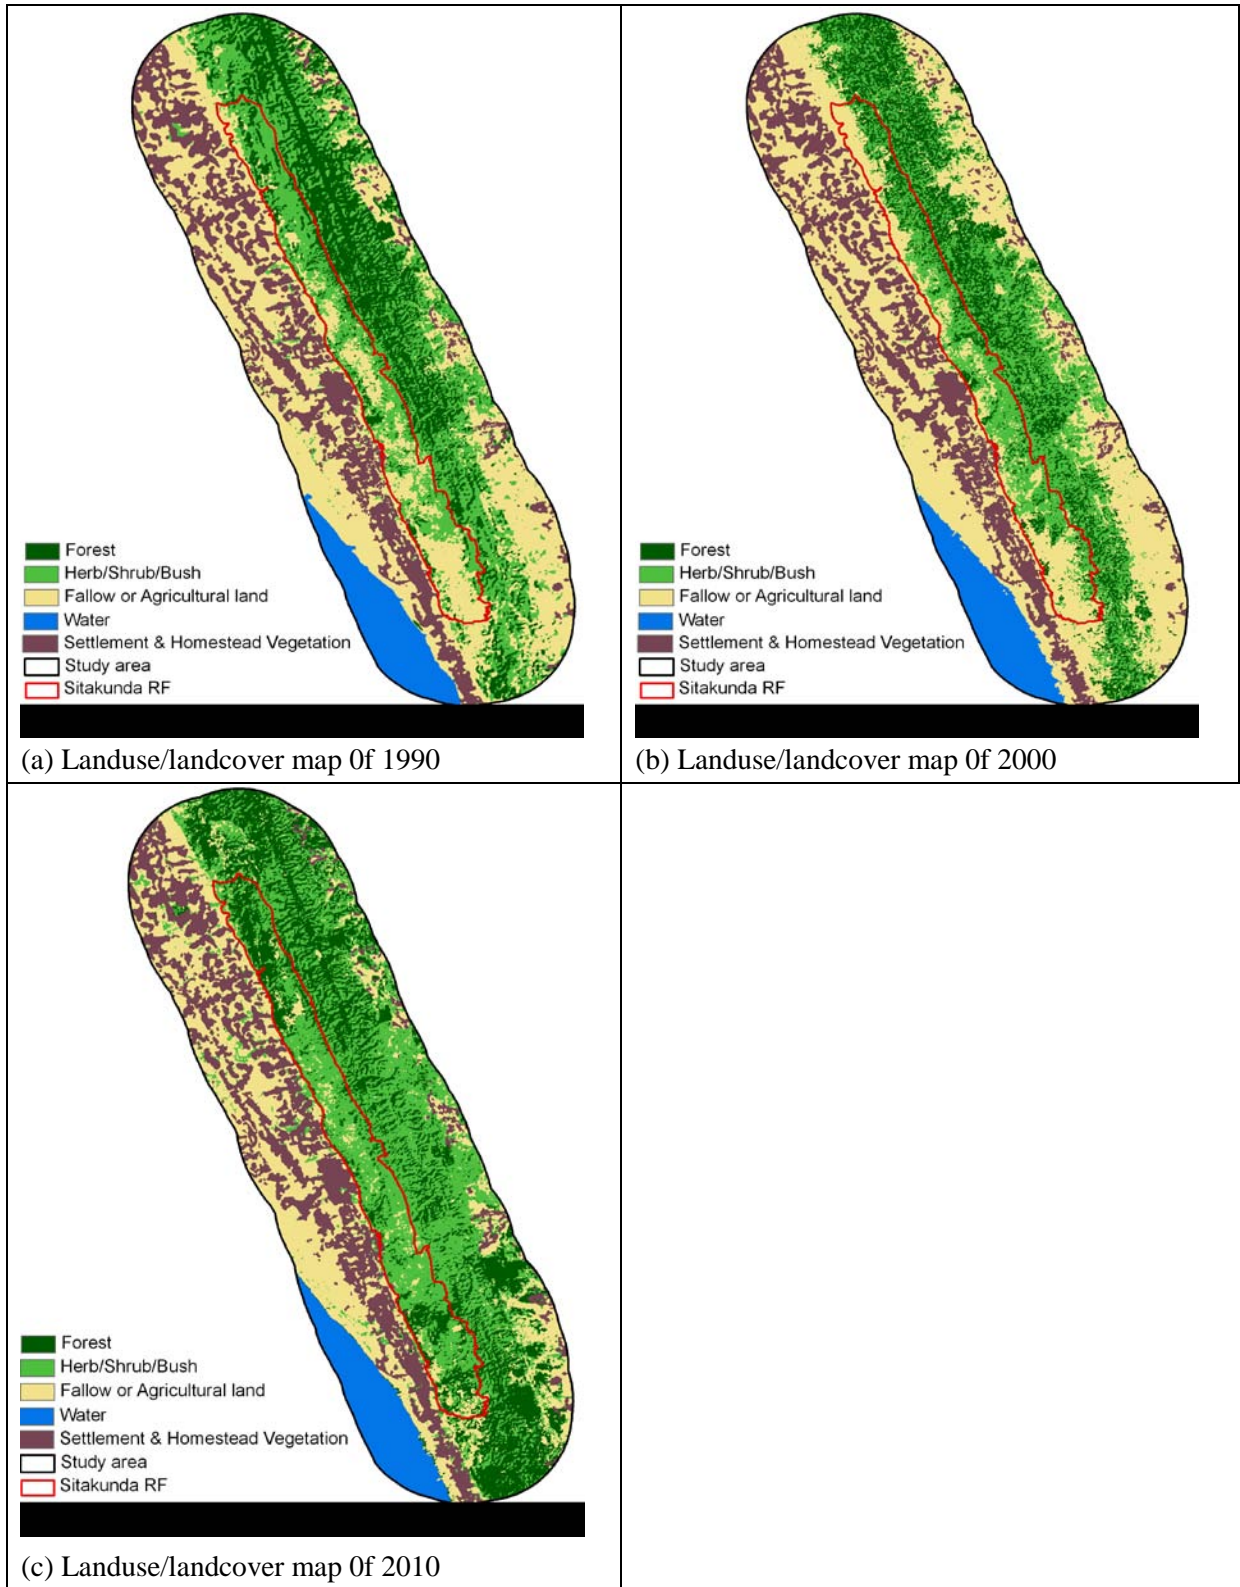 Forest
Herb/Shrub/Bush
Fallow or Agricultural land
Water
Settlement & Homestead Vegetation
Study area
Sitakunda RF
(a) Landuse/landcover map 0f 1990
Forest
Herb/Shrub/Bush
Fallow or Agricultural land
Water
Settlement & Homestead Vegetation
Study area
Sitakunda RF
(b) Landuse/landcover map 0f 2000
Forest
Herb/Shrub/Bush
Fallow or Agricultural land
Water
Settlement & Homestead Vegetation
Study area
Sitakunda RF
(c) Landuse/landcover map 0f 2010